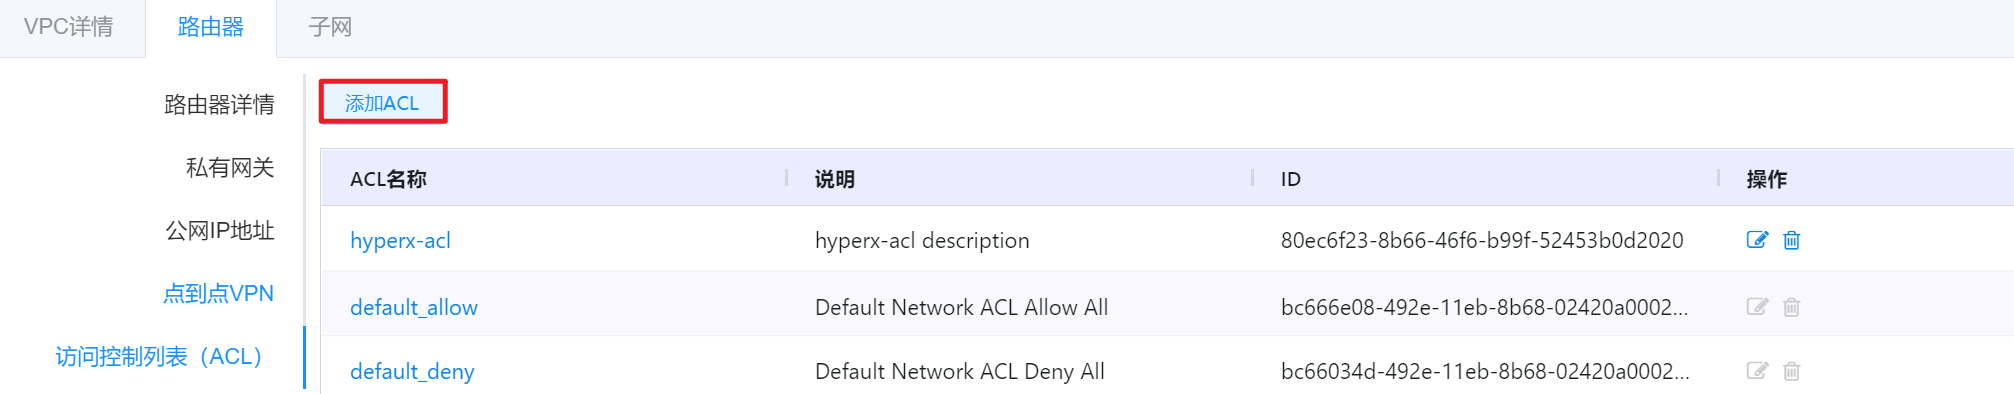 VPC详情 路由器 子网
路由器详情
私有网关
公网IP地址
点到点VPN
访问控制列表（ACL）
添加ACL
ACL名称 说明 ID 操作
hyperx-acl hyperx-acl description 80ec6f23-8b66-46f6-b99f-52453b0d2020
default_allow Default Network ACL Allow All bc666e08-492e-11eb-8b68-02420a0002...
default_deny Default Network ACL Deny All bc66034d-492e-11eb-8b68-02420a0002...